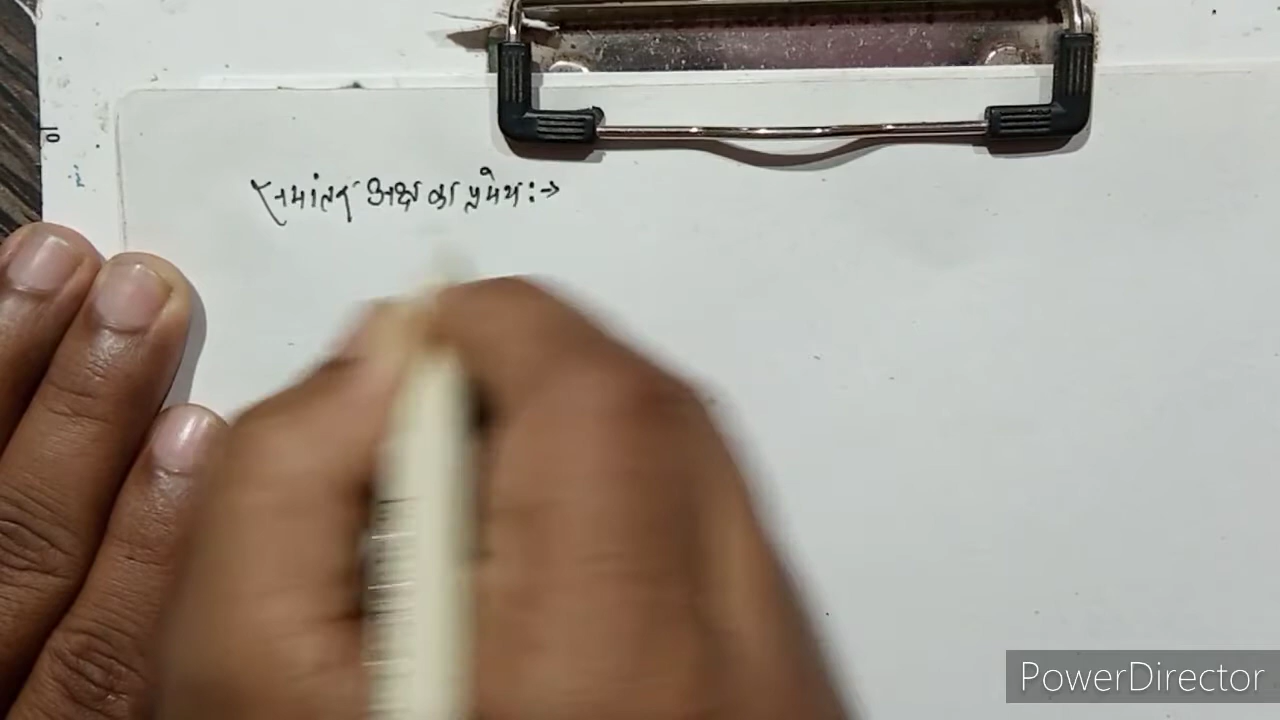 समांतर अक्ष का प्रमेय :→
PowerDirector